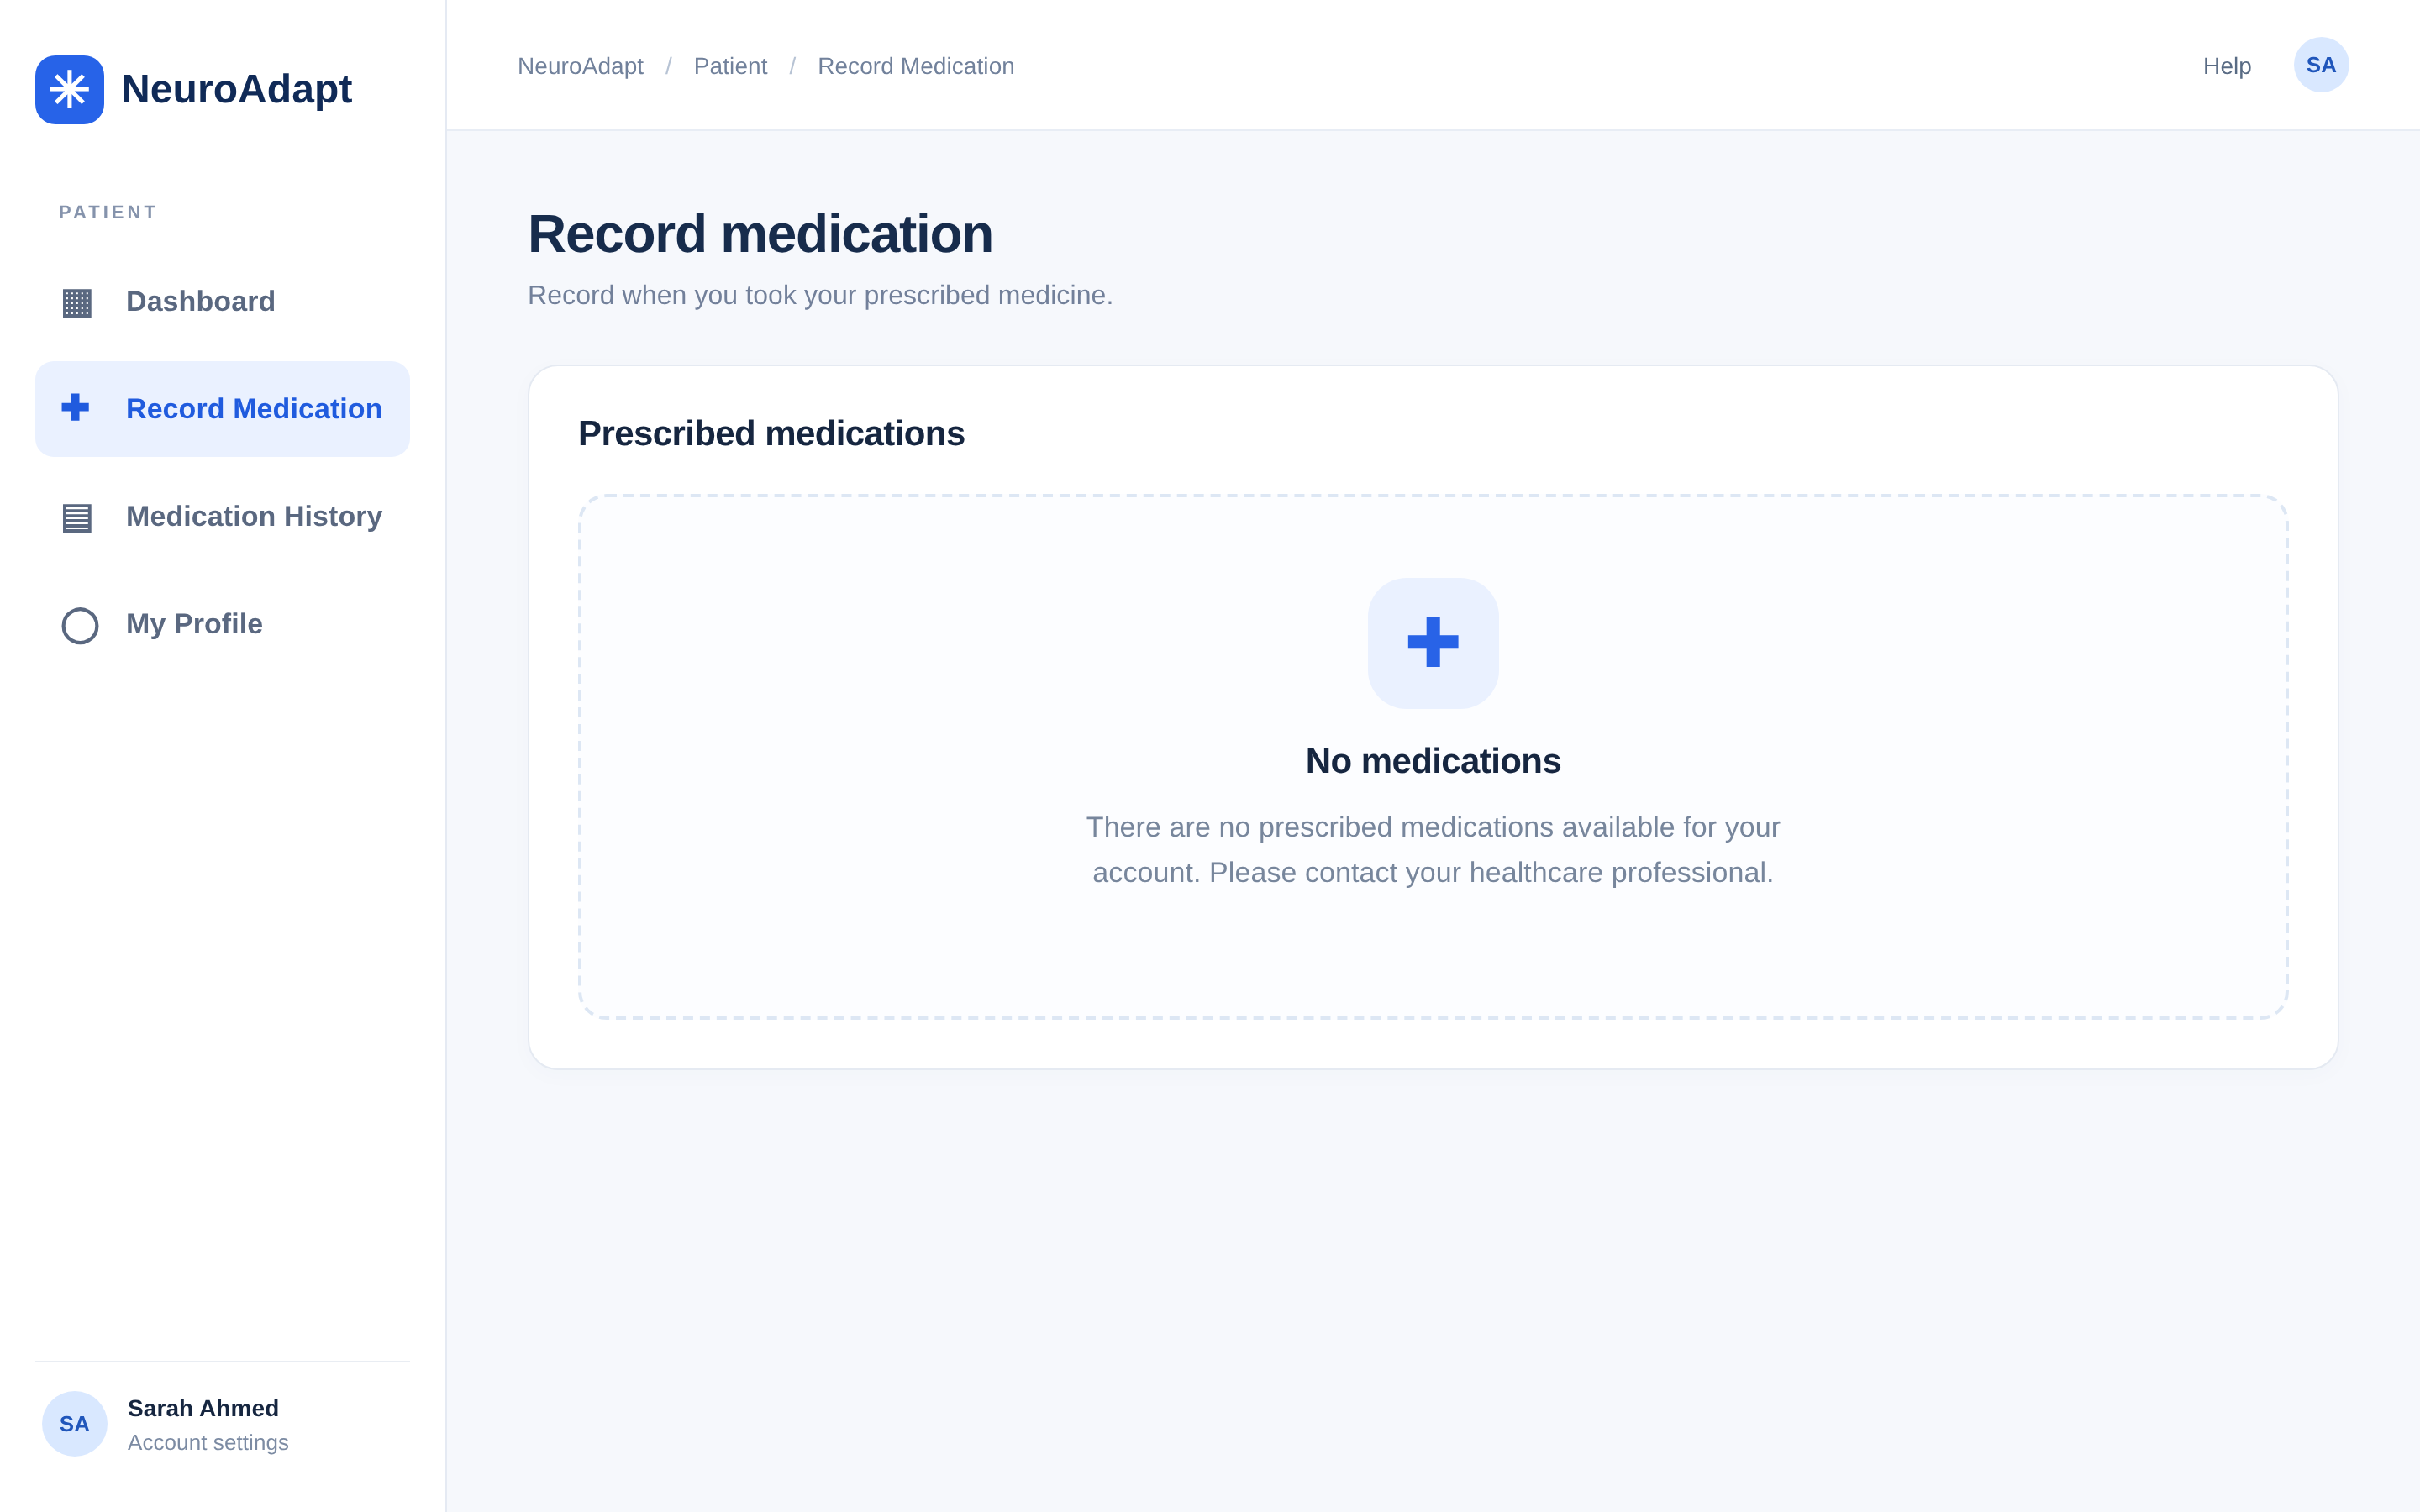 NeuroAdapt
PATIENT
Dashboard
Record Medication
Medication History
My Profile
Sarah Ahmed
SA
Account settings
NeuroAdapt / Patient / Record Medication
Help
SA
Record medication
Record when you took your prescribed medicine.
Prescribed medications
No medications
There are no prescribed medications available for your
account. Please contact your healthcare professional.